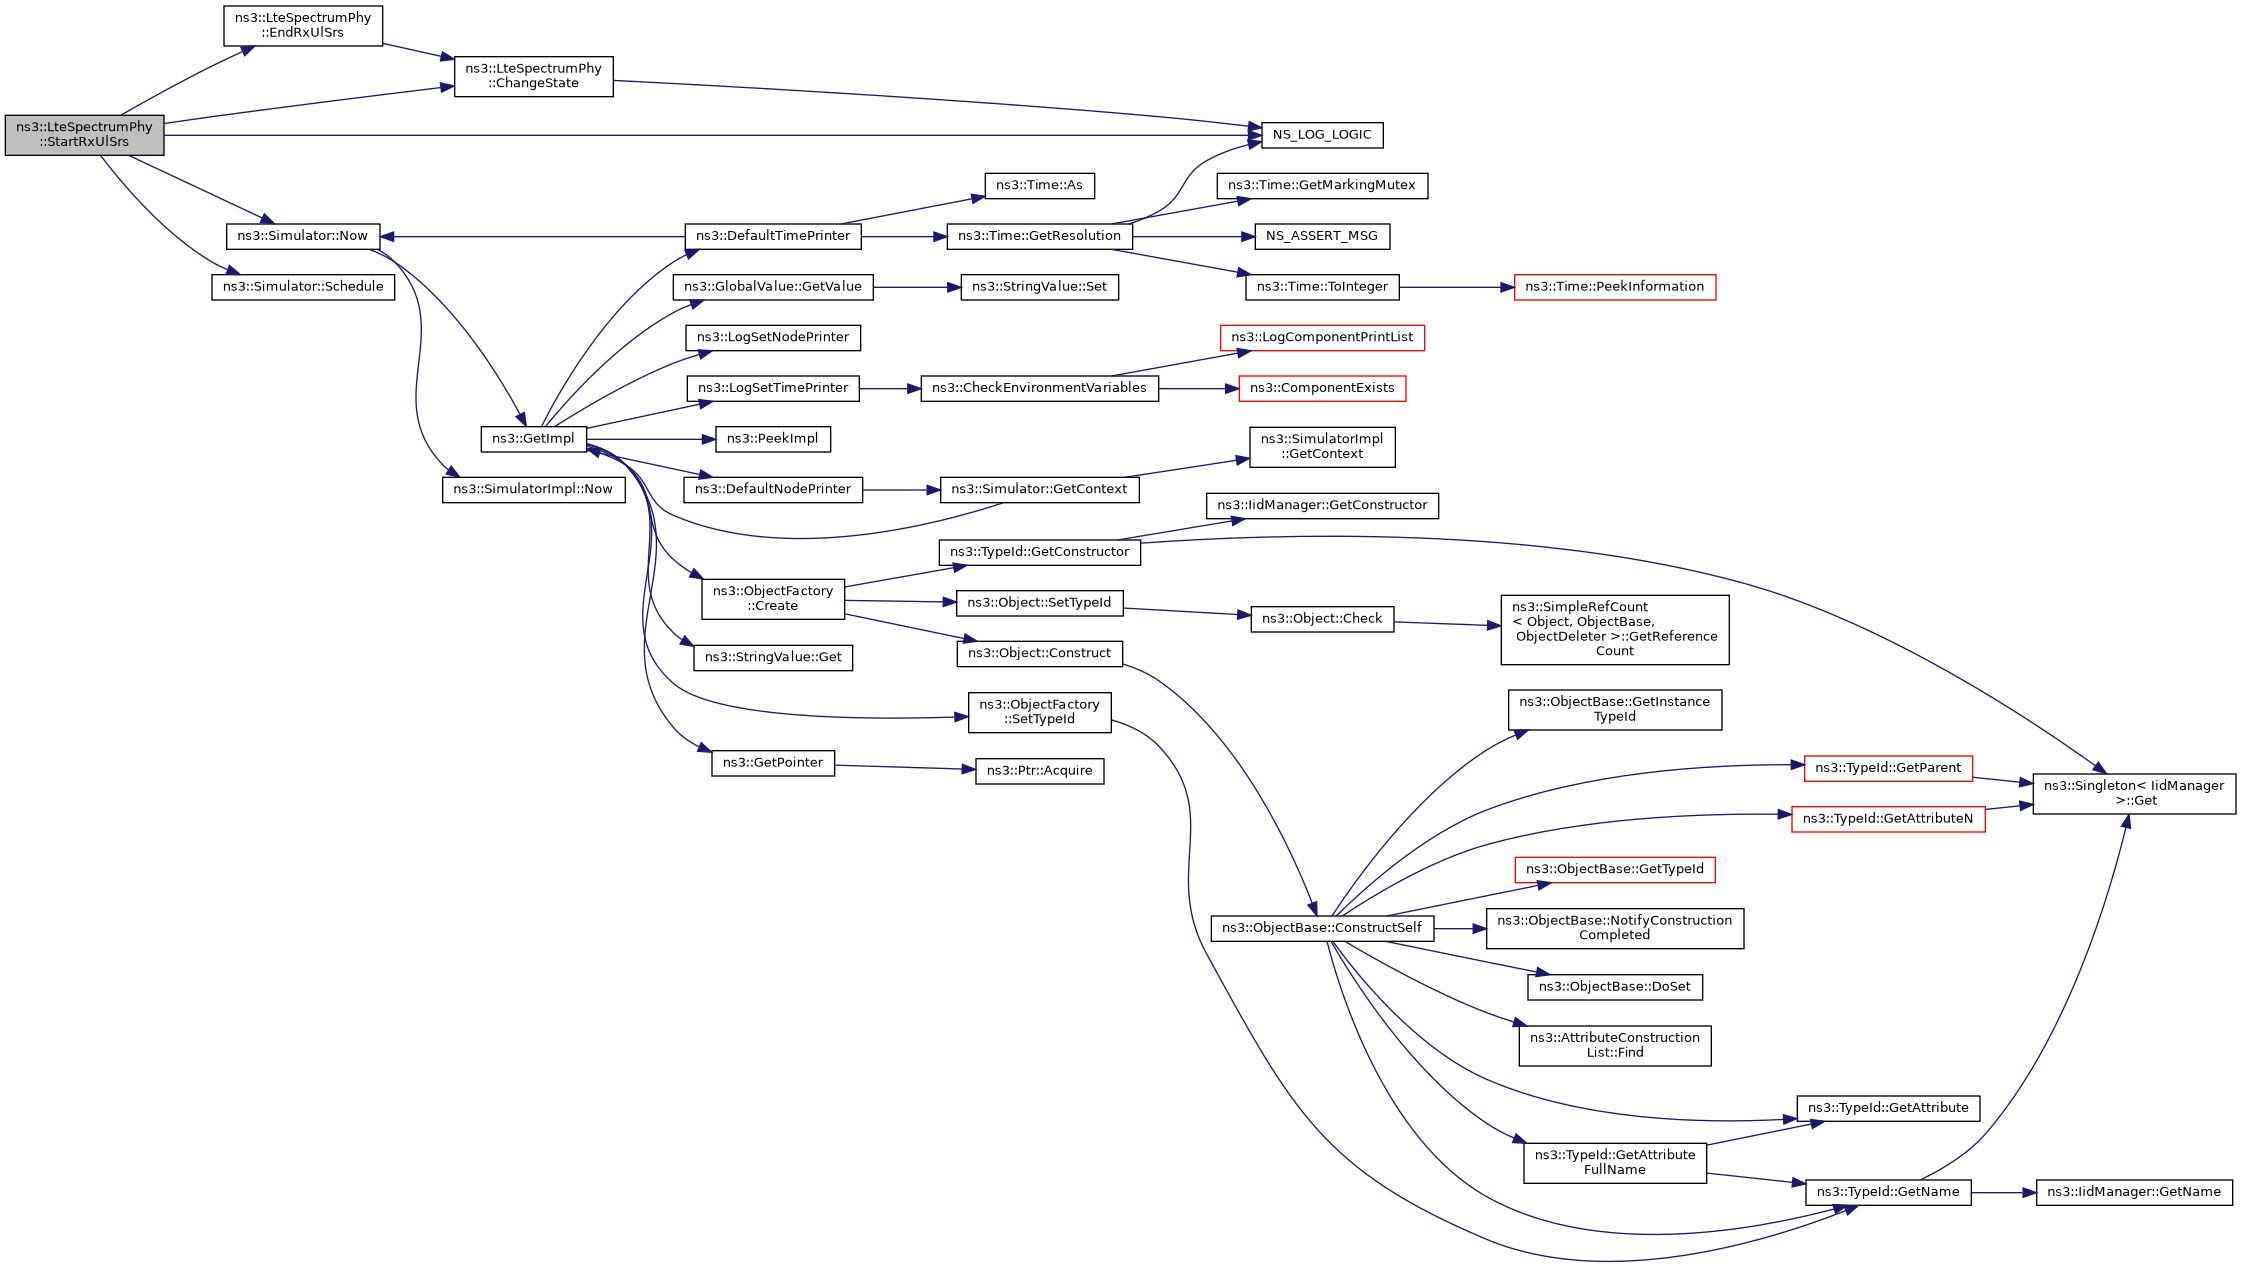 ns3::LteSpectrumPhy
::StartRxUlSrs
ns3::LteSpectrumPhy
::EndRxUlSrs
ns3::LteSpectrumPhy
::ChangeState
NS_LOG_LOGIC
ns3::Simulator::Now
ns3::Simulator::Schedule
ns3::GetImpl
ns3::SimulatorImpl::Now
ns3::DefaultTimePrinter
ns3::Time::As
ns3::Time::GetResolution
ns3::Time::GetMarkingMutex
NS_ASSERT_MSG
ns3::Time::ToInteger
ns3::Time::PeekInformation
ns3::GlobalValue::GetValue
ns3::StringValue::Set
ns3::LogSetNodePrinter
ns3::LogSetTimePrinter
ns3::CheckEnvironmentVariables
ns3::LogComponentPrintList
ns3::ComponentExists
ns3::PeekImpl
ns3::DefaultNodePrinter
ns3::Simulator::GetContext
ns3::SimulatorImpl
::GetContext
ns3::ObjectFactory
::Create
ns3::TypeId::GetConstructor
ns3::IidManager::GetConstructor
ns3::Object::SetTypeId
ns3::Object::Check
ns3::SimpleRefCount
< Object, ObjectBase,
ObjectDeleter >::GetReference
Count
ns3::Object::Construct
ns3::StringValue::Get
ns3::ObjectFactory
::SetTypeId
ns3::GetPointer
ns3::Ptr::Acquire
ns3::ObjectBase::ConstructSelf
ns3::ObjectBase::GetInstance
TypeId
ns3::TypeId::GetParent
ns3::TypeId::GetAttributeN
ns3::Singleton< IidManager
>::Get
ns3::ObjectBase::GetTypeId
ns3::ObjectBase::NotifyConstruction
Completed
ns3::ObjectBase::DoSet
ns3::AttributeConstruction
List::Find
ns3::TypeId::GetAttribute
ns3::TypeId::GetAttribute
FullName
ns3::TypeId::GetName
ns3::IidManager::GetName